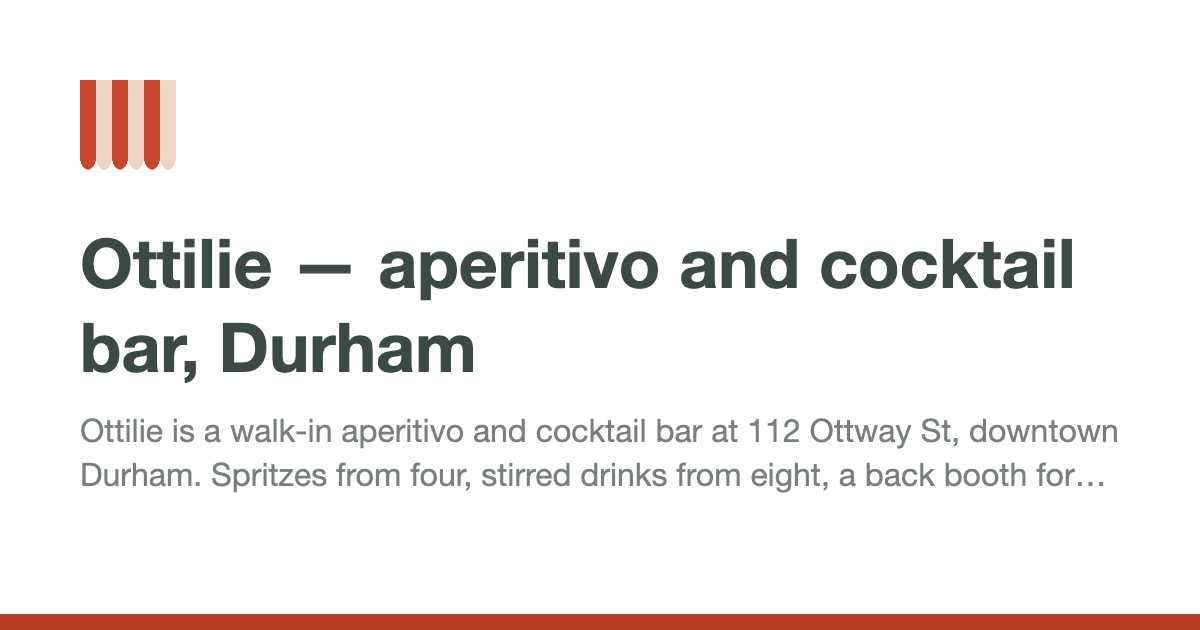 Ottilie — aperitivo and cocktail
bar, Durham
Ottilie is a walk-in aperitivo and cocktail bar at 112 Ottway St, downtown
Durham. Spritzes from four, stirred drinks from eight, a back booth for…